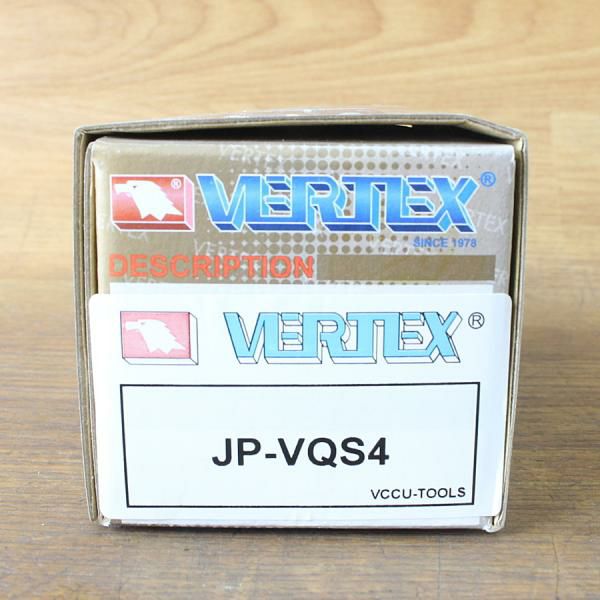 ® VERTEX ®
SINCE 1978
DESCRIPTION
VERTEX ®
JP-VQS4
VCCU-TOOLS